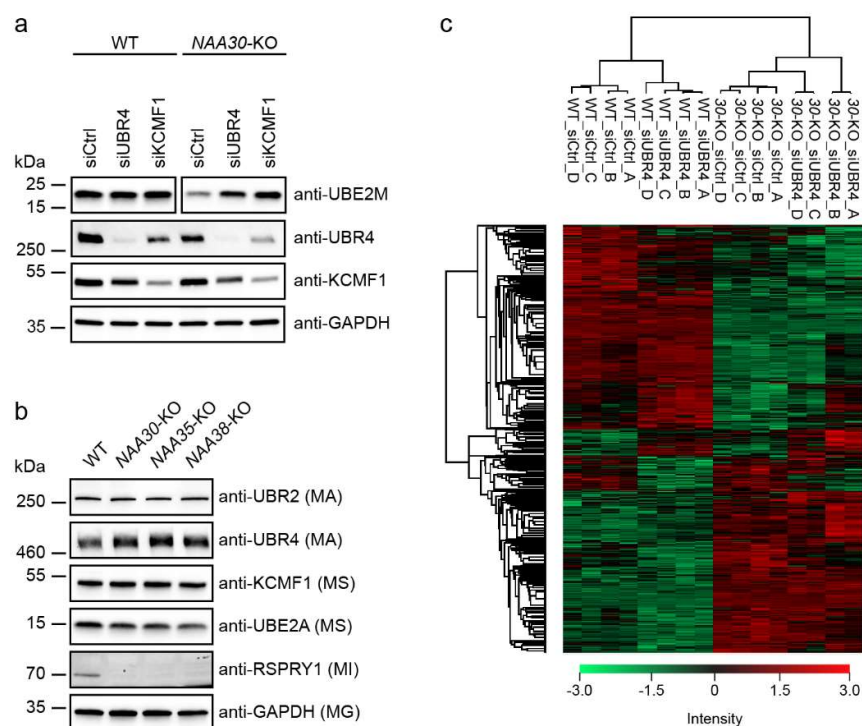 a
WT NAA30-KO
siCtrl siUBR4 siKCMF1 siCtrl siUBR4 siKCMF1
kDa
25
15
anti-UBE2M
250
anti-UBR4
55
anti-KCMF1
35
anti-GAPDH
b
WT NAA30-KO NAA35-KO NAA38-KO
kDa
250
anti-UBR2 (MA)
460
anti-UBR4 (MA)
55
anti-KCMF1 (MS)
15
anti-UBE2A (MS)
70
anti-RSPRY1 (MI)
35
anti-GAPDH (MG)
c
WT_siCtrl_D
WT_siCtrl_C
WT_siCtrl_B
WT_siCtrl_A
WT_siUBR4_D
WT_siUBR4_C
WT_siUBR4_B
WT_siUBR4_A
30-KO_siCtrl_D
30-KO_siCtrl_C
30-KO_siCtrl_B
30-KO_siCtrl_A
30-KO_siUBR4_D
30-KO_siUBR4_C
30-KO_siUBR4_B
30-KO_siUBR4_A
-3.0 -1.5 0 1.5 3.0
Intensity